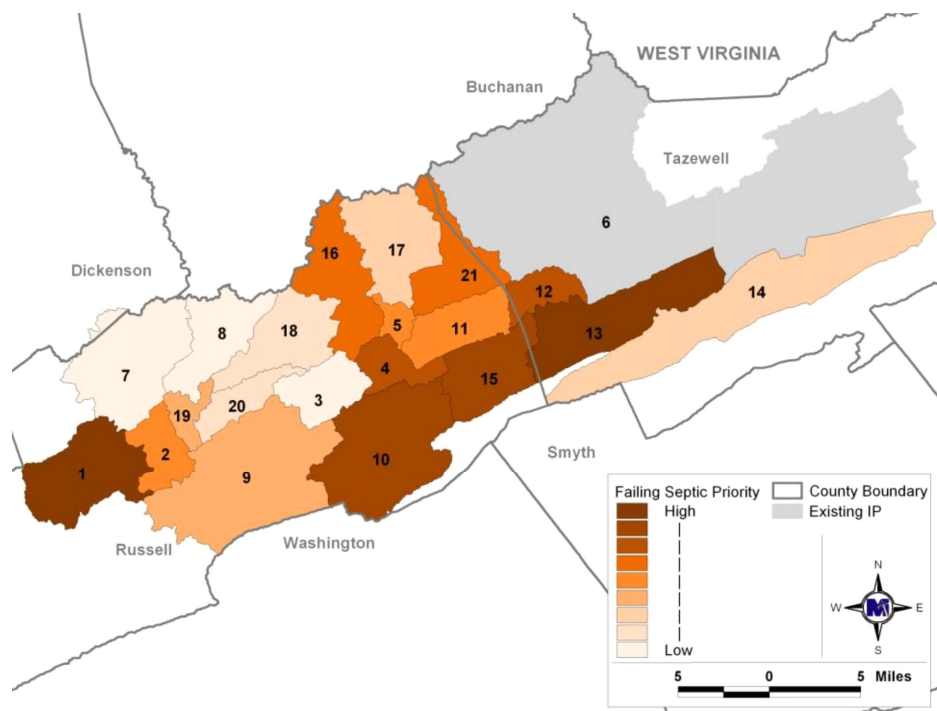 WEST VIRGINIA
Buchanan
Tazewell
6
16
17
Dickenson
21
14
12
8
18
5
11
13
7
4
15
3
19
20
2
1
9
10
Smyth
Washington
Russell
Failing Septic Priority
High
Low
County Boundary
Existing IP
N
W
E
S
M
5 0 5 Miles